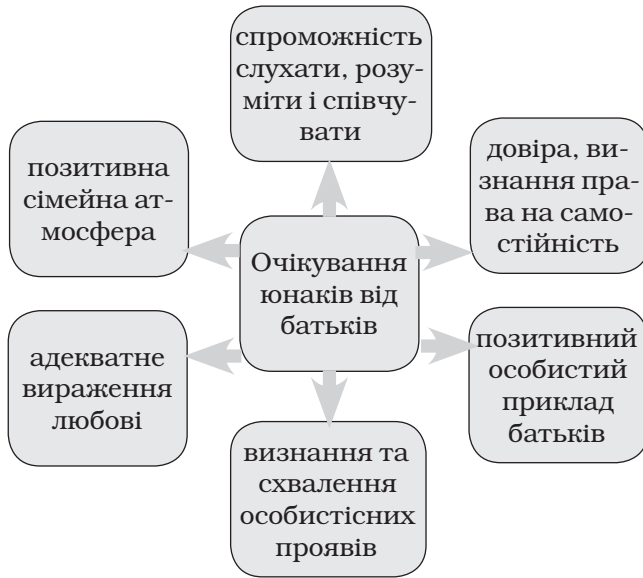 спроможність
слухати, розу-
міти і співчу-
вати
позитивна
сімейна ат-
мосфера
довіра, ви-
знання пра-
ва на само-
стійність
Очікування
юнаків від
батьків
адекватне
вираження
любові
позитивний
особистий
приклад
батьків
визнання та
схвалення
особистісних
проявів